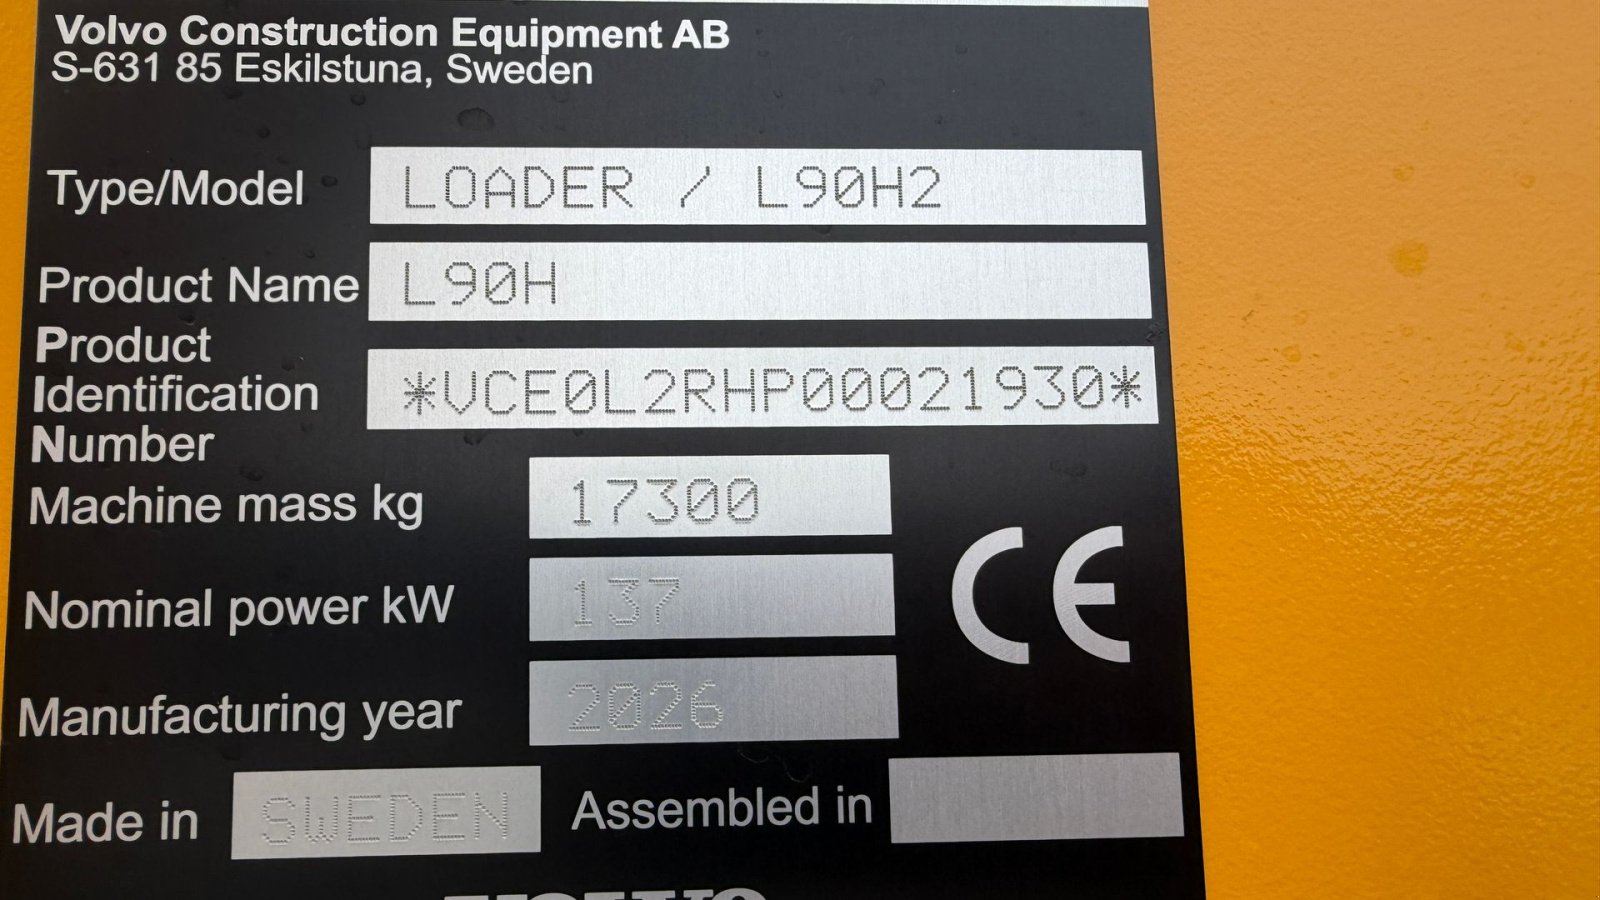 Volvo Construction Equipment AB
S-631 85 Eskilstuna, Sweden
Type/Model LOADER / L90H2
Product Name L90H
Product
Identification *VCE0L2RHP00021930*
Number
Machine mass kg 17300
Nominal power kW 137
CE
Manufacturing year 2026
Made in SWEDEN Assembled in
VOLVO